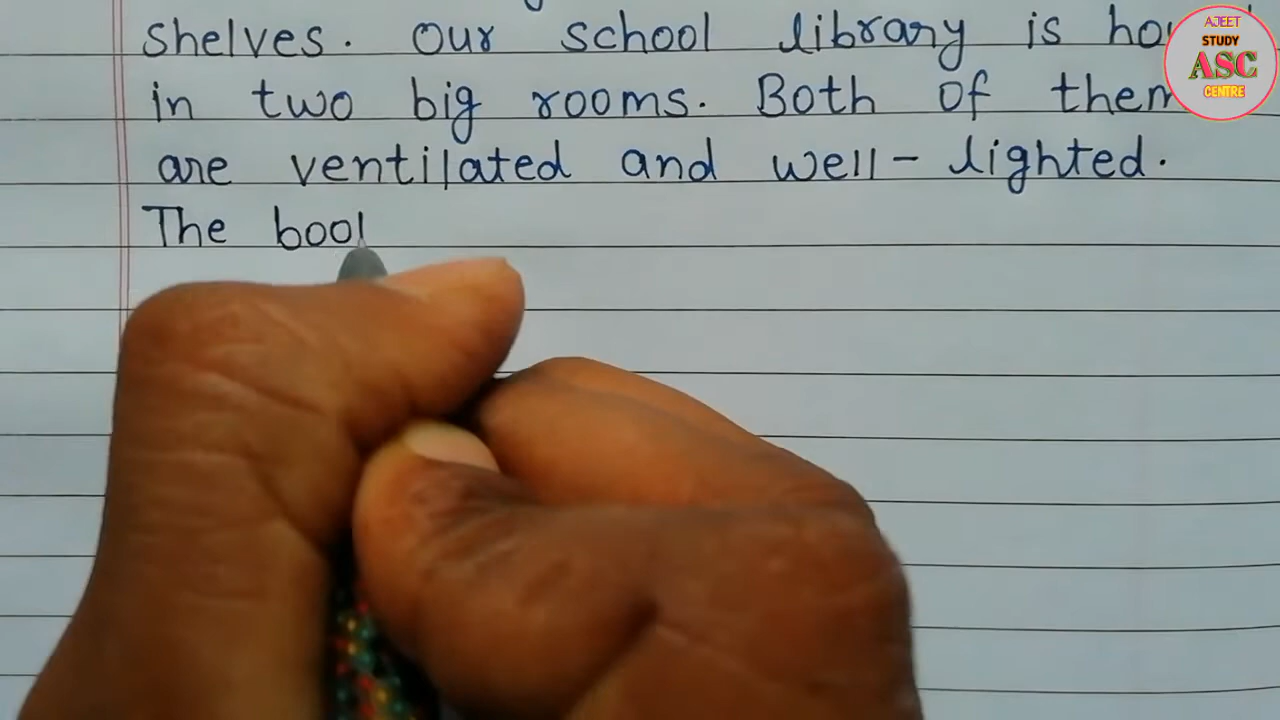 shelves. Our school library is
in two big rooms. Both of them
are ventilated and well-lighted.
The bool
AJEET
STUDY
ASC
CENTRE